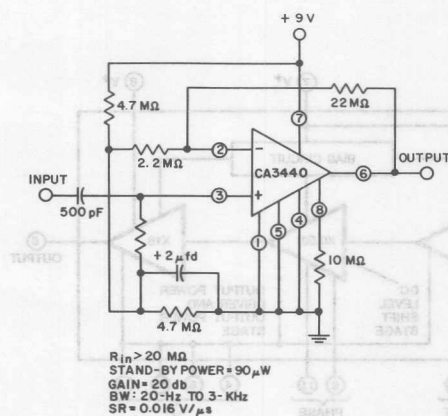 + 9 V
4.7 MΩ
22 MΩ
7
2.2 MΩ
2
−
CA3440
6
OUTPUT
INPUT
500 pF
3
+
1
5
4
8
+ 2 μfd
10 MΩ
4.7 MΩ
Rin > 20 MΩ
STAND-BY POWER = 90 μW
GAIN = 20 db
BW: 20-Hz TO 3-KHz
SR = 0.016 V/μs